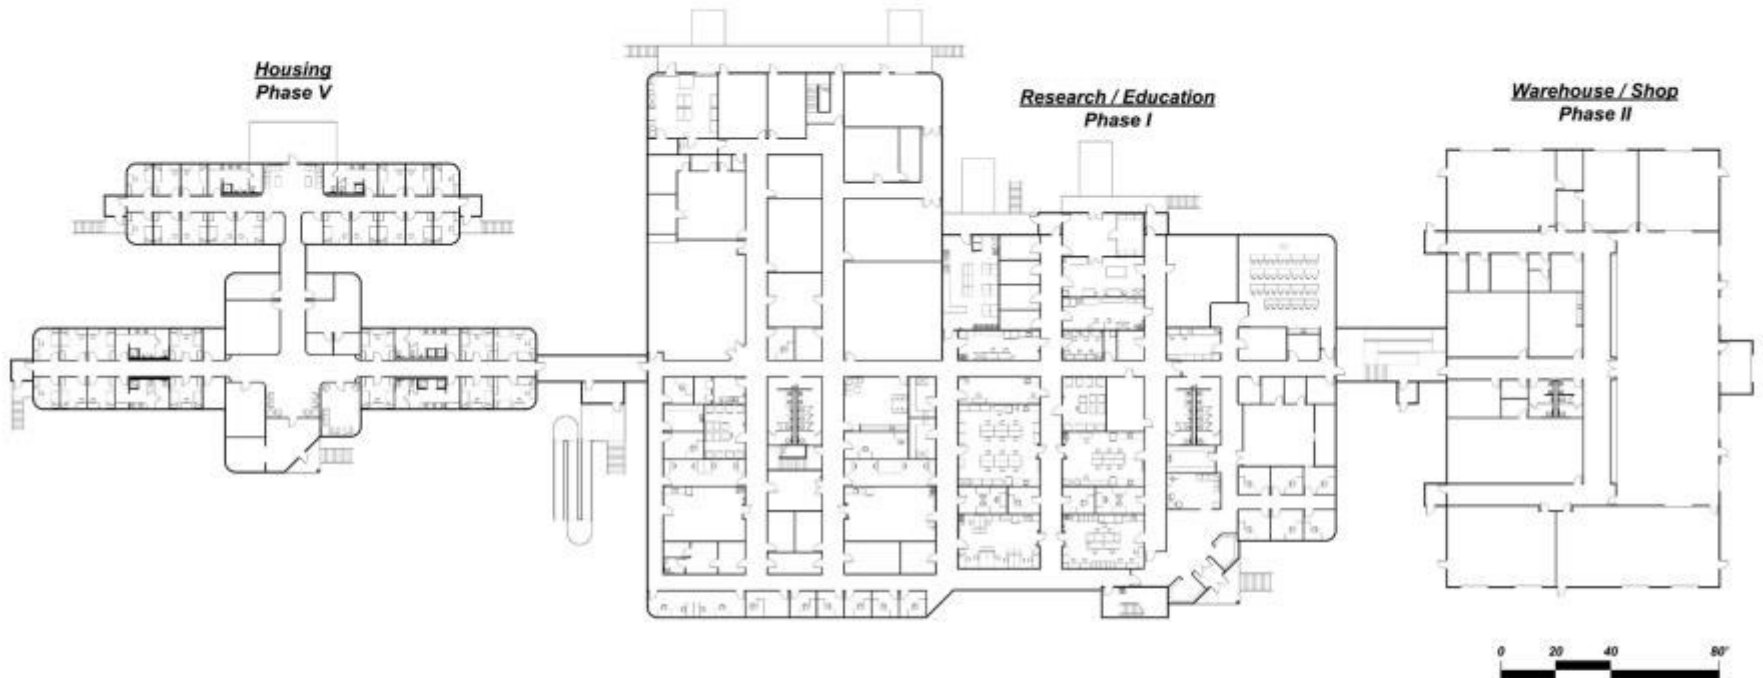 Housing
Phase V
Research / Education
Phase I
Warehouse / Shop
Phase II
0 20 40 80'